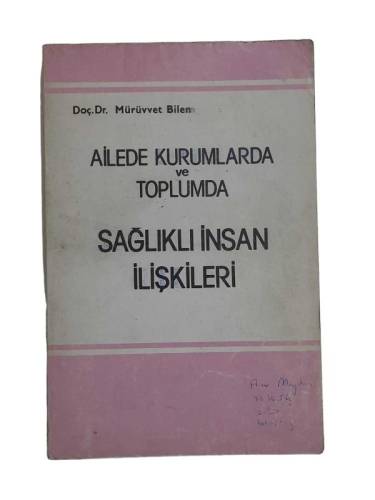 Doç.Dr. Mürüvvet Bilen
AİLEDE KURUMLARDA
ve
TOPLUMDA
SAĞLIKLI İNSAN
İLİŞKİLERİ